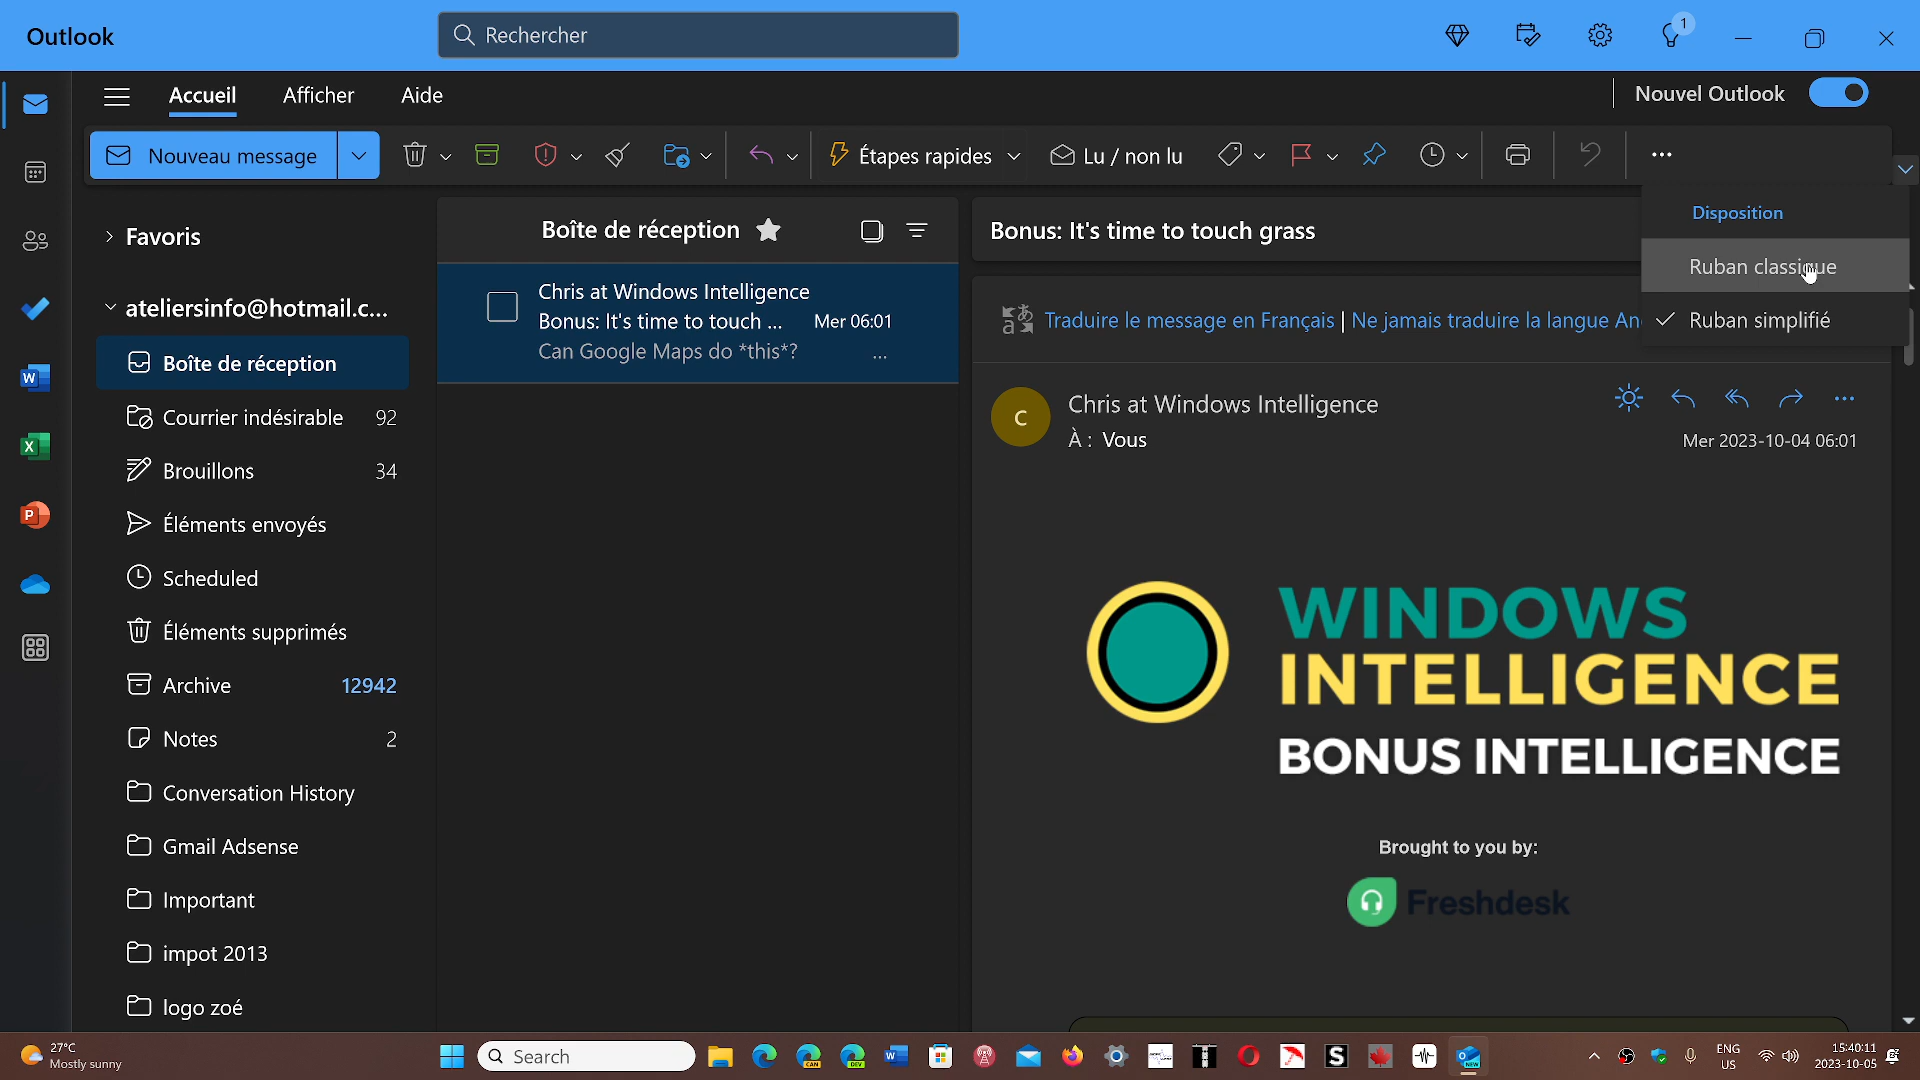 Outlook
Rechercher
1
Accueil
Afficher
Aide
Nouvel Outlook
Nouveau message
Étapes rapides
Lu / non lu
Disposition
Ruban classique
Ruban simplifié
Favoris
ateliersinfo@hotmail.c...
Boîte de réception
Courrier indésirable 92
Brouillons 34
Éléments envoyés
Scheduled
Éléments supprimés
Archive 12942
Notes 2
Conversation History
Gmail Adsense
Important
impot 2013
logo zoé
Boîte de réception
Chris at Windows Intelligence
Bonus: It's time to touch ... Mer 06:01
Can Google Maps do *this*? ...
Bonus: It's time to touch grass
Traduire le message en Français | Ne jamais traduire la langue An
C
Chris at Windows Intelligence
À : Vous
Mer 2023-10-04 06:01
WINDOWS
INTELLIGENCE
BONUS INTELLIGENCE
Brought to you by:
Freshdesk
27°C
Mostly sunny
Search
CAN
DEV
NEW
ENG
US
15:40:11
2023-10-05